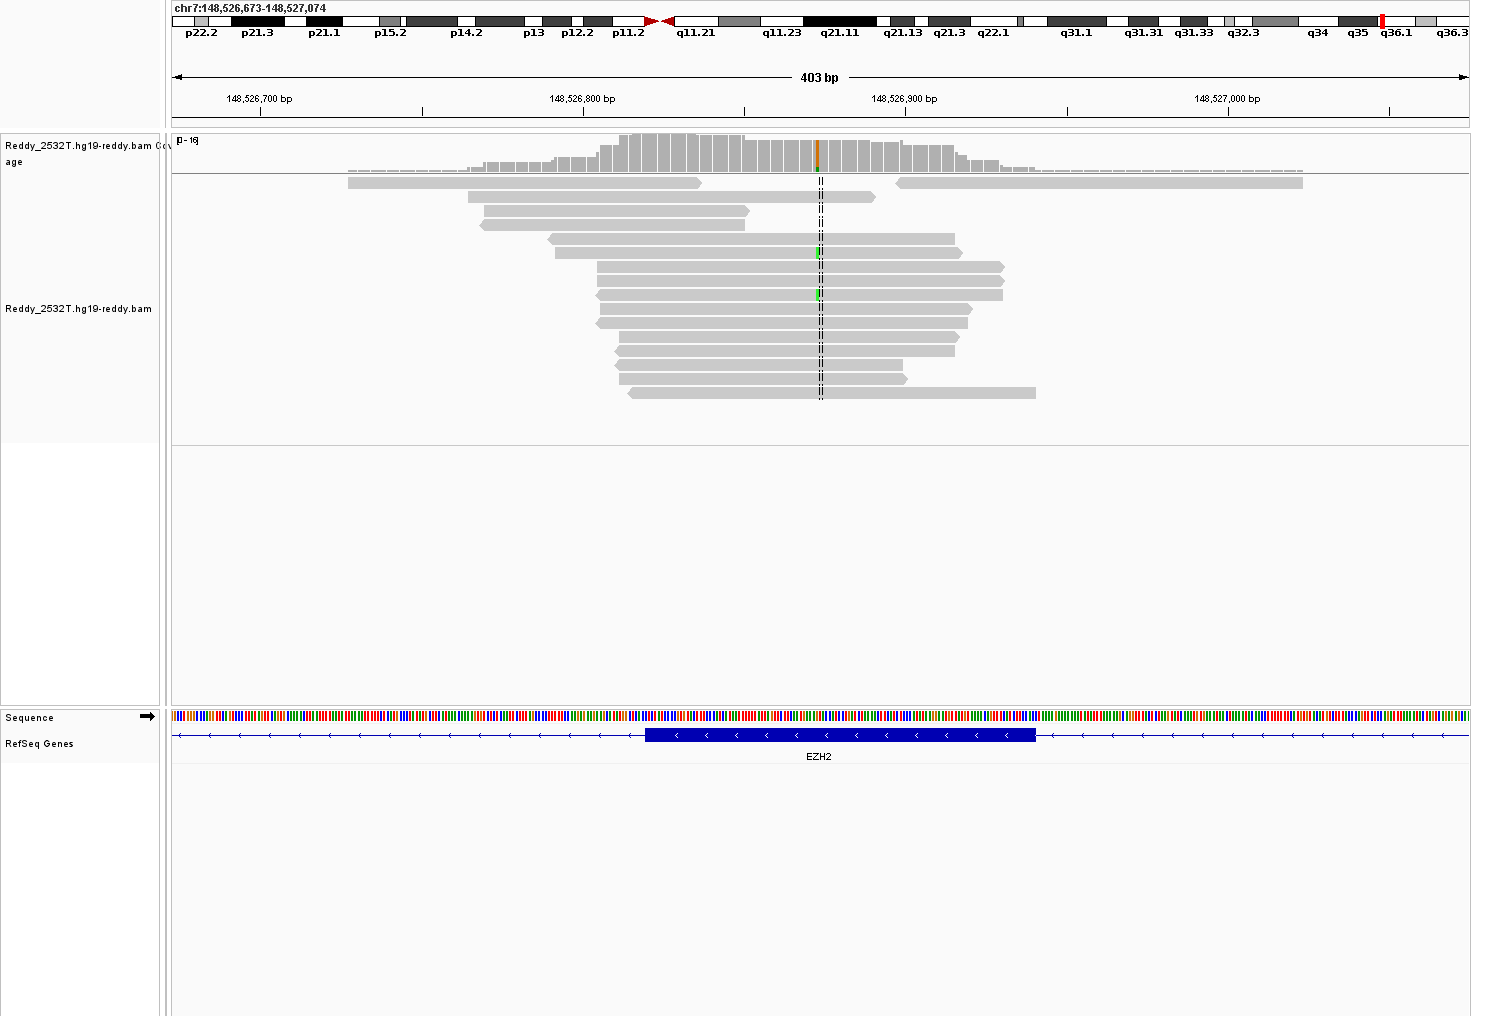 chr7:148,526,673-148,527,074
p22.2 p21.3 p21.1 p15.2 p14.2 p13 p12.2 p11.2 q11.21 q11.23 q21.11 q21.13 q21.3 q22.1 q31.1 q31.31 q31.33 q32.3 q34 q35 q36.1 q36.3
403 bp
148,526,700 bp 148,526,800 bp 148,526,900 bp 148,527,000 bp
Reddy_2532T.hg19-reddy.bam Cov
age
[0 - 16]
Reddy_2532T.hg19-reddy.bam
Sequence
RefSeq Genes
EZH2